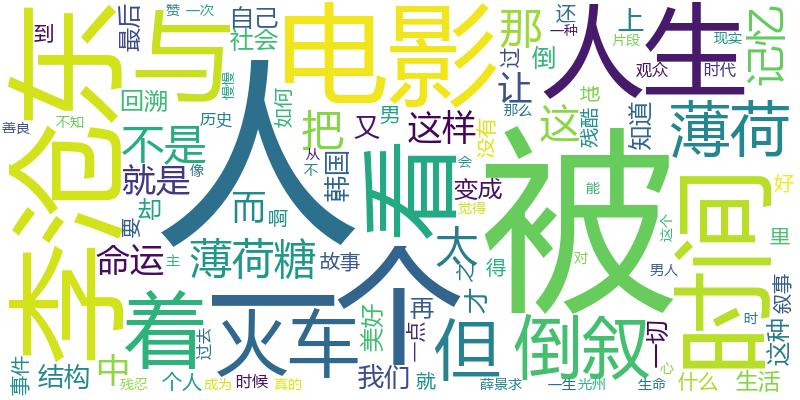 李沧东
与
电影
人
人生
被
看
一个
时间
着
火车
但
倒叙
薄荷
薄荷糖
不是
就是
命运
这样
把
又
让
那
这
记忆
知道
变成
韩国
而
却
要
回溯
社会
自己
最后
到
赞
一次
善良
不知
历史
像
慢慢
如何
从
不
男
过
倒
还
一种
上
片段
观众
现实
时代
地
残酷
没有
那么
会
觉得
能
对
这个
男人
好
里
大
之
得
才
再
一点
美好
故事
啊
主
过去
中
结构
事件
残忍
个人
成为
时候
真的
我们
就
薛景求
一生
光州
生命
心
一切
什么
生活
这种
叙事
时